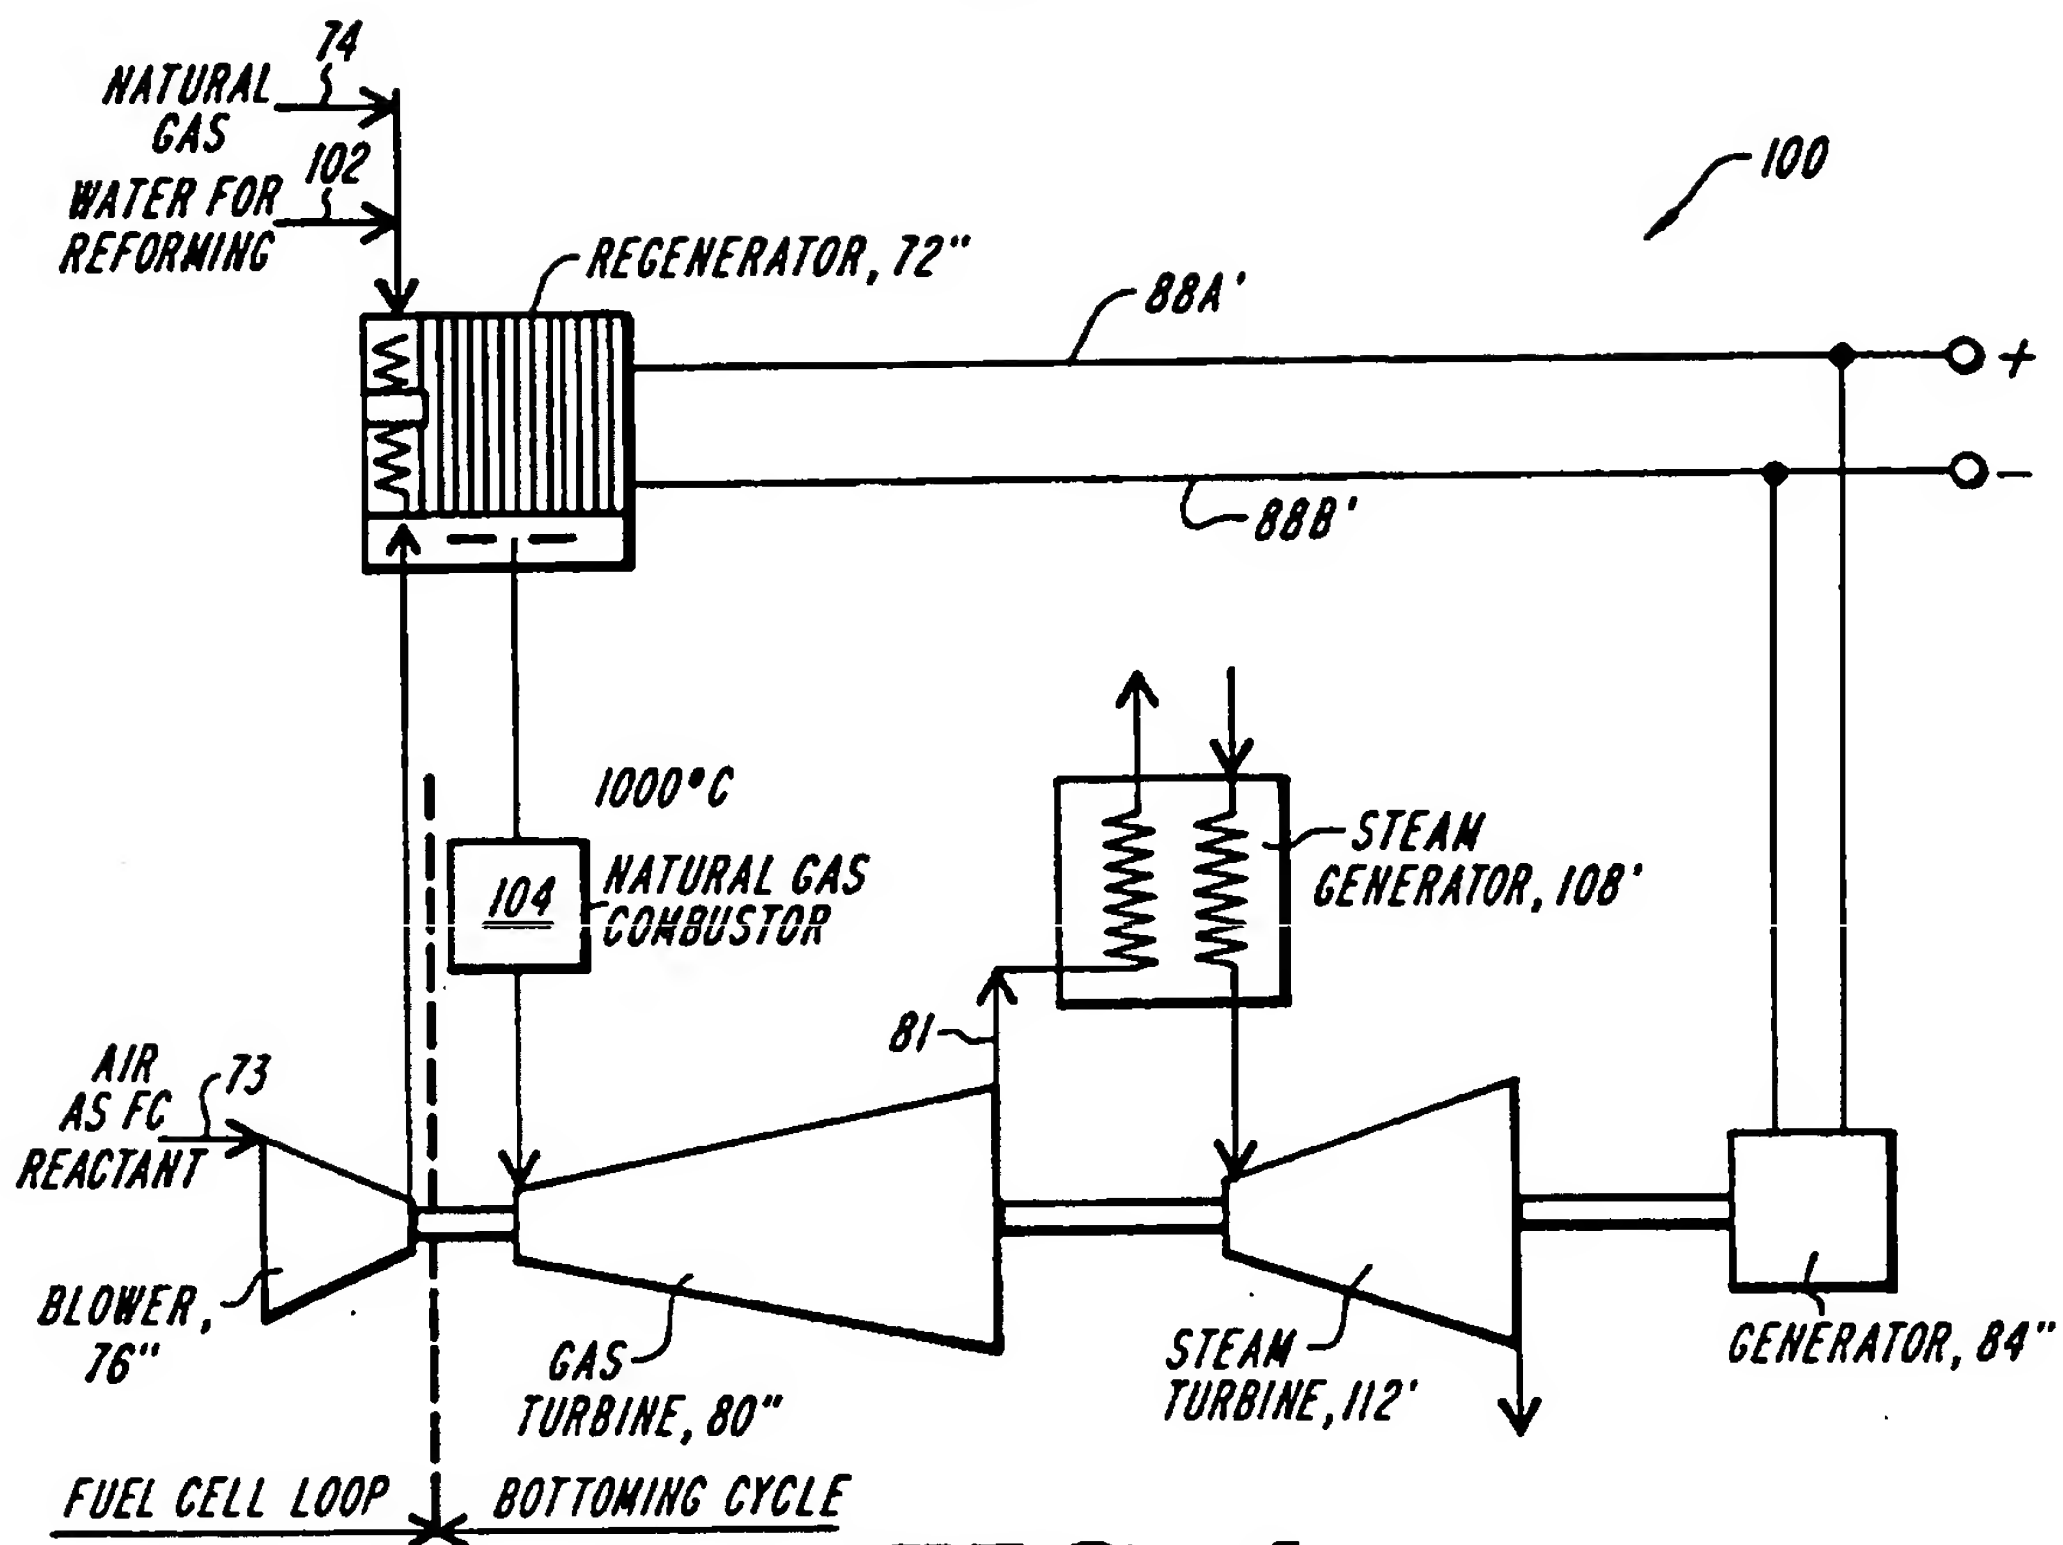 74
NATURAL
GAS
102
WATER FOR
REFORMING
100
REGENERATOR, 72"
88A'
+
88B'
-
1000°C
104
NATURAL GAS
COMBUSTOR
STEAM
GENERATOR, 108'
81
AIR
AS FC
REACTANT
73
BLOWER,
76"
GAS
TURBINE, 80"
STEAM
TURBINE, 112'
GENERATOR, 84"
FUEL CELL LOOP
BOTTOMING CYCLE